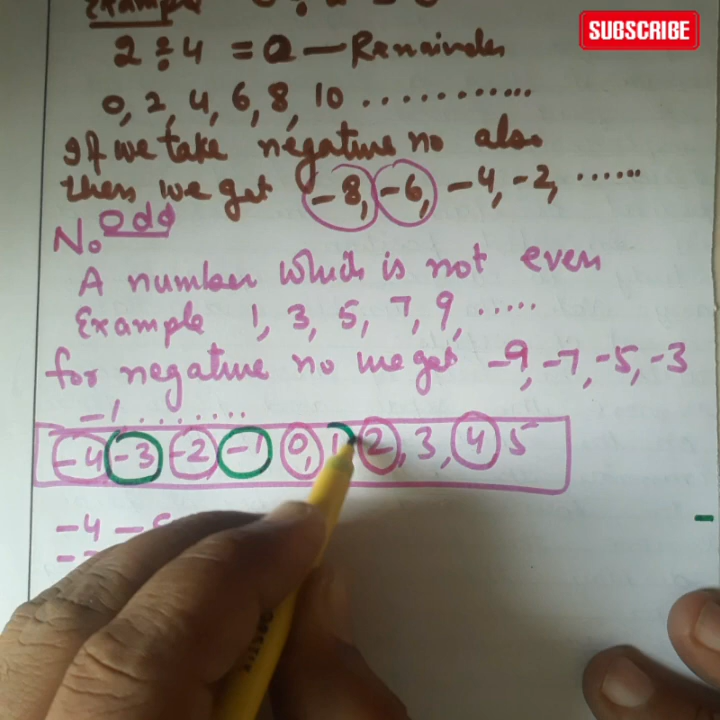 Example
SUBSCRIBE
2 ÷ 4 = 0 — Remainder
0, 2, 4, 6, 8, 10 ............
If we take negative no also
then we get -8, -6, -4, -2, ......
Odd
No
A number which is not even
Example 1, 3, 5, 7, 9, .....
for negative no we get -9, -7, -5, -3
-1 .......
-4 -3 -2 -1 0, 1 2, 3, 4 5
-4 —